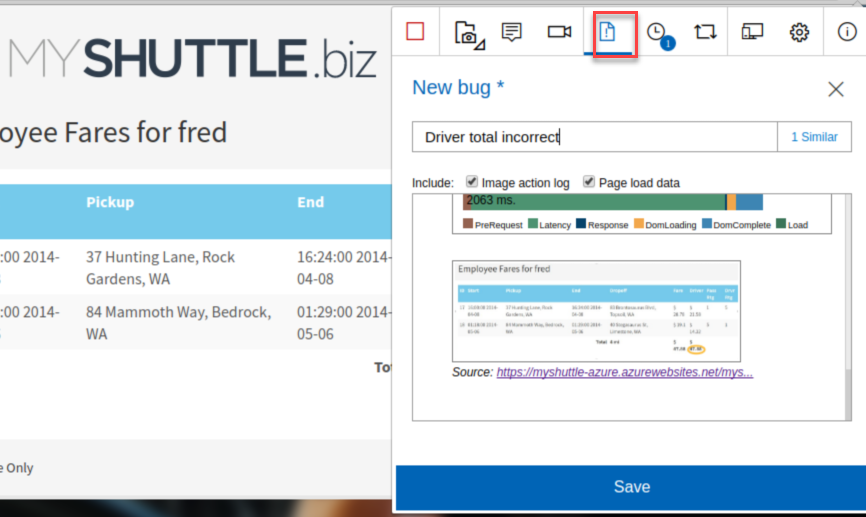 MYSHUTTLE.biz
oyee Fares for fred
Pickup End
:00 2014- 37 Hunting Lane, Rock 16:24:00 2014-
Gardens, WA 04-08
:00 2014- 84 Mammoth Way, Bedrock, 01:29:00 2014-
WA 05-06
To
e Only
1
New bug *
Driver total incorrect 1 Similar
Include: Image action log Page load data
2063 ms.
PreRequest Latency Response DomLoading DomComplete Load
Employee Fares for fred
Source: https://myshuttle-azure.azurewebsites.net/mys...
Save